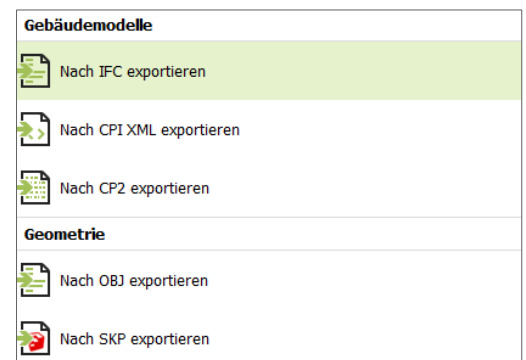 Gebäudemodelle
Nach IFC exportieren
Nach CPI XML exportieren
Nach CP2 exportieren
Geometrie
Nach OBJ exportieren
Nach SKP exportieren